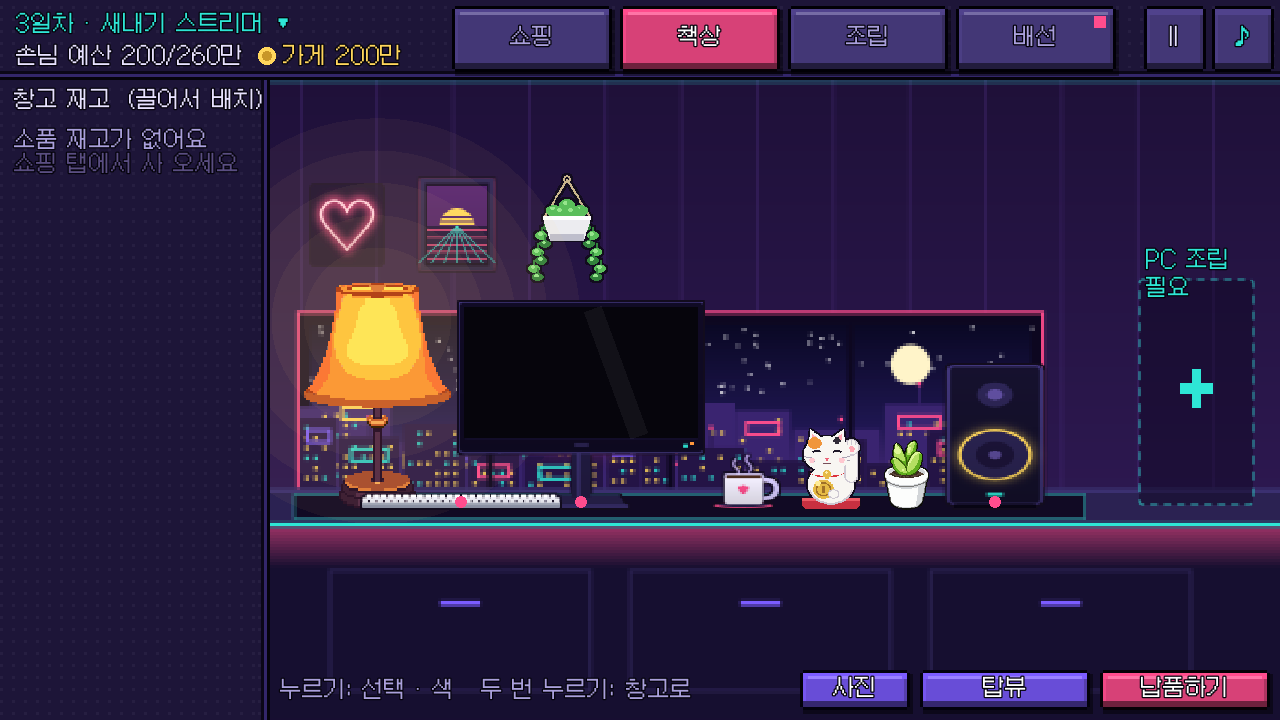 3일차 · 새내기 스트리머 ▼
손님 예산 200/260만 가게 200만
쇼핑
책상
조립
배선
창고 재고 (끌어서 배치)
소품 재고가 없어요
쇼핑 탭에서 사 오세요
PC 조립
필요
누르기: 선택 · 색 두 번 누르기: 창고로
사진
탑뷰
납품하기